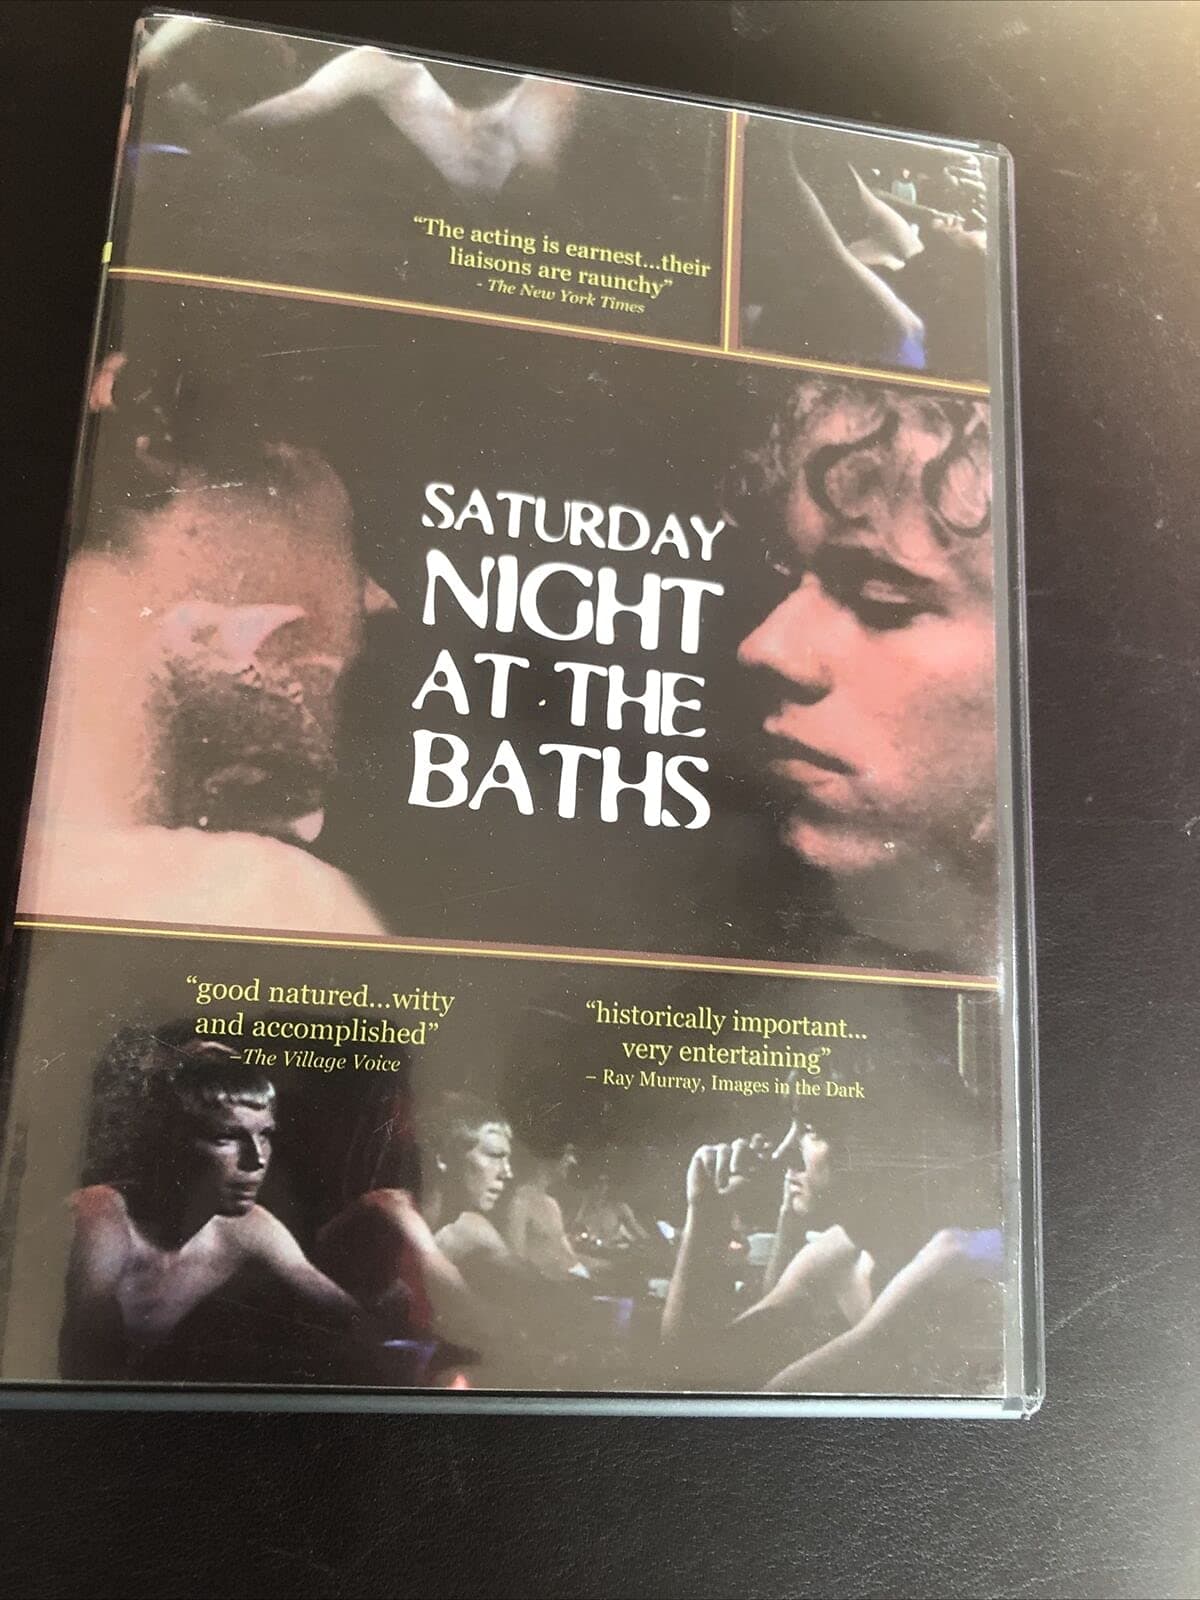 “The acting is earnest...their
liaisons are raunchy”
- The New York Times
SATURDAY
NIGHT
AT THE
BATHS
“good natured...witty
and accomplished”
–The Village Voice
“historically important...
very entertaining”
– Ray Murray, Images in the Dark